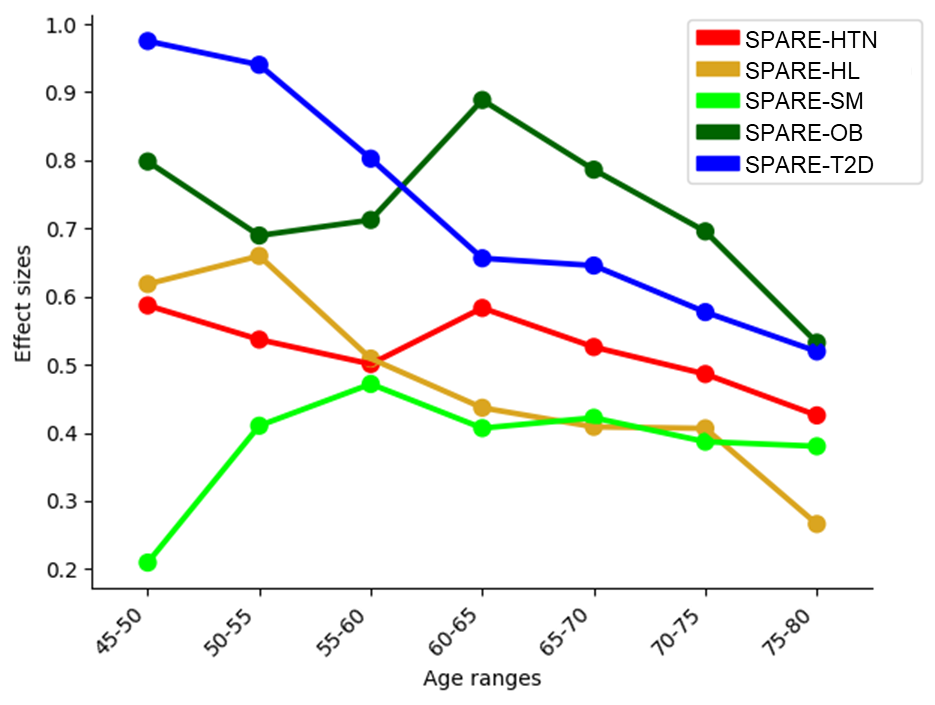 1.0
0.9
0.8
0.7
0.6
0.5
0.4
0.3
0.2
Effect sizes
SPARE-HTN
SPARE-HL
SPARE-SM
SPARE-OB
SPARE-T2D
45-50
50-55
55-60
60-65
65-70
70-75
75-80
Age ranges